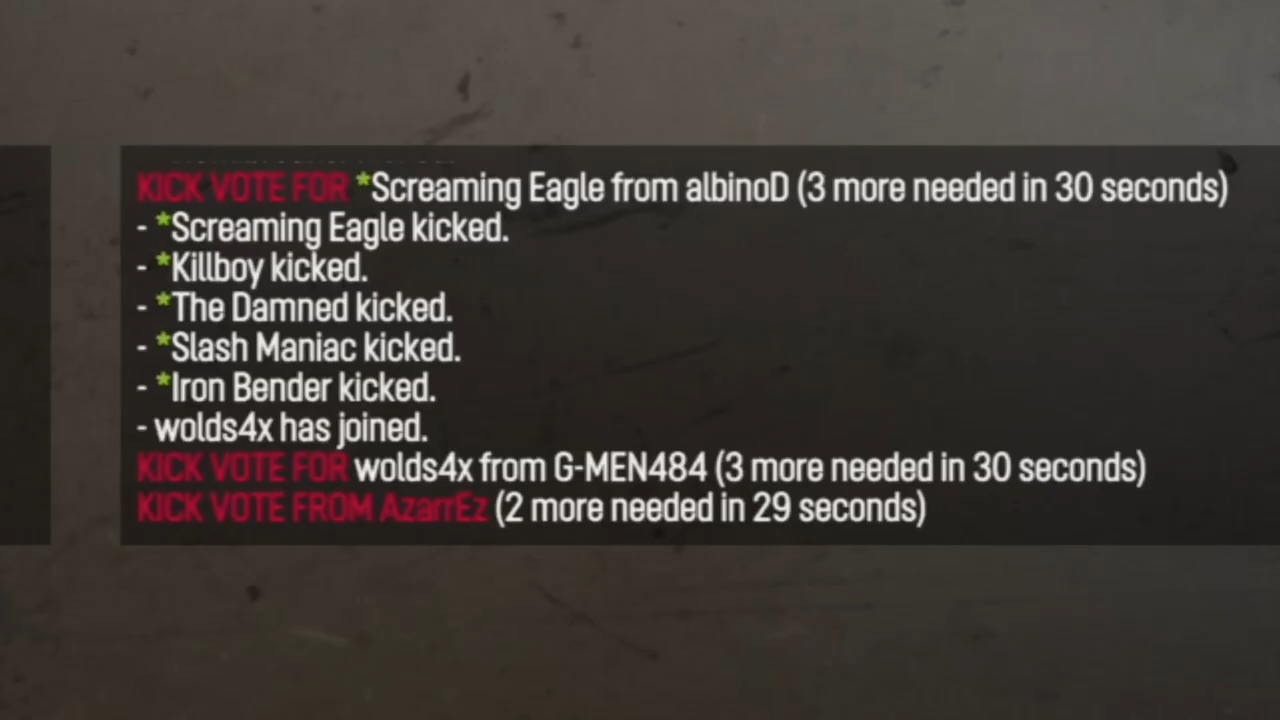 KICK VOTE FOR *Screaming Eagle from albinoD (3 more needed in 30 seconds)
- *Screaming Eagle kicked.
- *Killboy kicked.
- *The Damned kicked.
- *Slash Maniac kicked.
- *Iron Bender kicked.
- wolds4x has joined.
KICK VOTE FOR wolds4x from G-MEN484 (3 more needed in 30 seconds)
KICK VOTE FROM AzarrEz (2 more needed in 29 seconds)